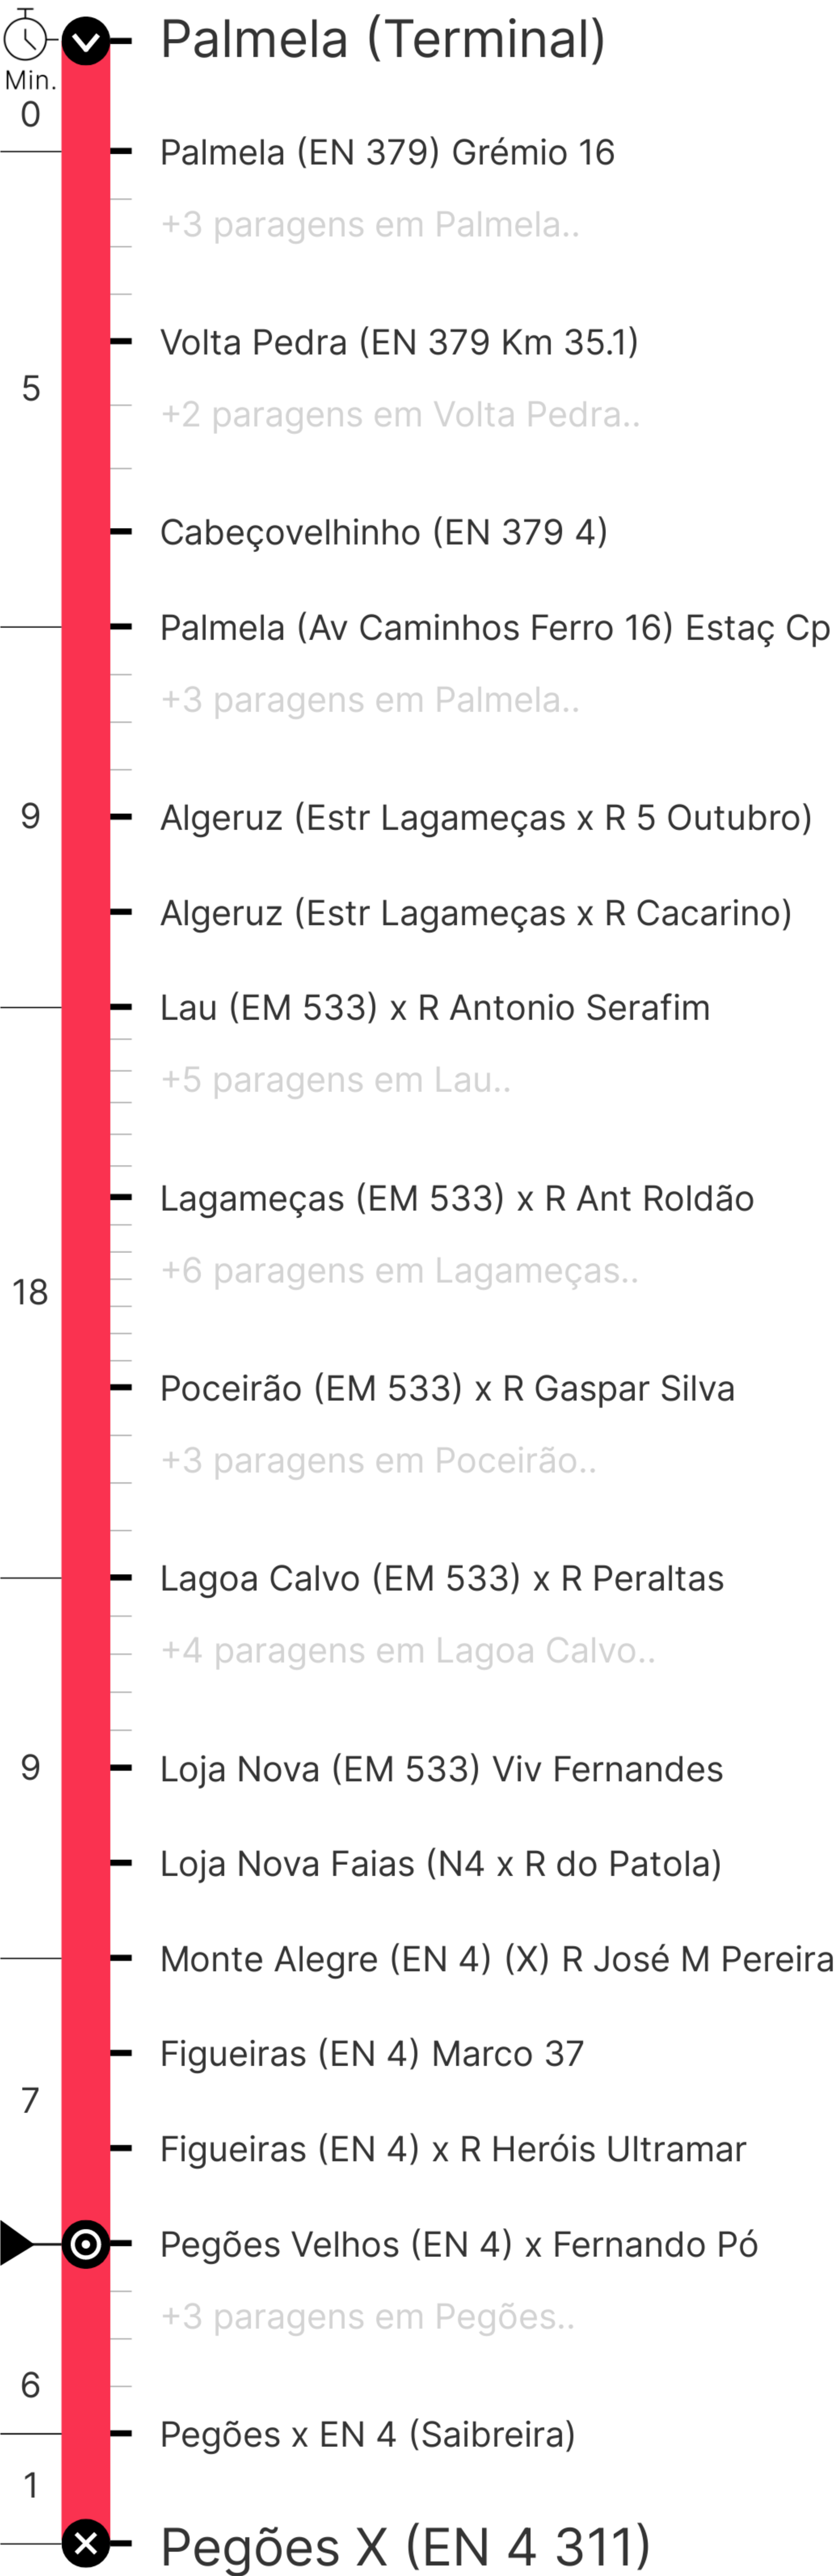 Palmela (Terminal)
Min.
0
Palmela (EN 379) Grémio 16
+3 paragens em Palmela..
Volta Pedra (EN 379 Km 35.1)
5
+2 paragens em Volta Pedra..
Cabeçovelhinho (EN 379 4)
Palmela (Av Caminhos Ferro 16) Estaç Cp
+3 paragens em Palmela..
9
Algeruz (Estr Lagameças x R 5 Outubro)
Algeruz (Estr Lagameças x R Cacarino)
Lau (EM 533) x R Antonio Serafim
+5 paragens em Lau..
Lagameças (EM 533) x R Ant Roldão
+6 paragens em Lagameças..
18
Poceirão (EM 533) x R Gaspar Silva
+3 paragens em Poceirão..
Lagoa Calvo (EM 533) x R Peraltas
+4 paragens em Lagoa Calvo..
9
Loja Nova (EM 533) Viv Fernandes
Loja Nova Faias (N4 x R do Patola)
Monte Alegre (EN 4) (X) R José M Pereira
Figueiras (EN 4) Marco 37
7
Figueiras (EN 4) x R Heróis Ultramar
Pegões Velhos (EN 4) x Fernando Pó
+3 paragens em Pegões..
6
Pegões x EN 4 (Saibreira)
1
Pegões X (EN 4 311)